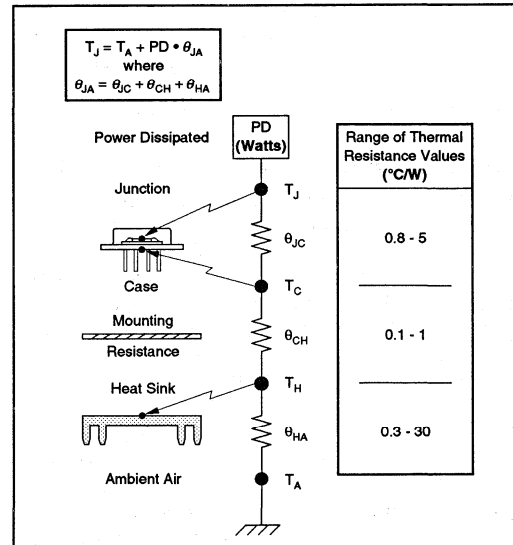 T_J = T_A + PD • θ_JA
where
θ_JA = θ_JC + θ_CH + θ_HA
Power Dissipated
PD
(Watts)
Range of Thermal
Resistance Values
(°C/W)
Junction
T_J
θ_JC
0.8 - 5
Case
T_C
Mounting
Resistance
θ_CH
0.1 - 1
Heat Sink
T_H
θ_HA
0.3 - 30
Ambient Air
T_A